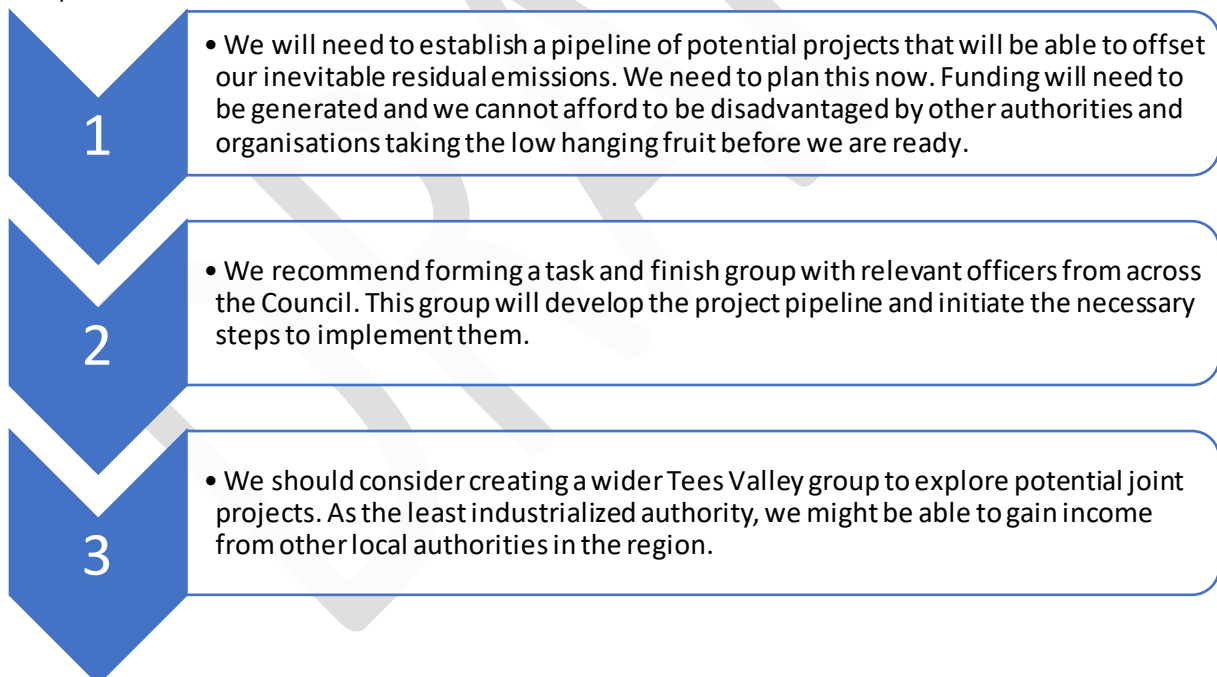 1
• We will need to establish a pipeline of potential projects that will be able to offset
our inevitable residual emissions. We need to plan this now. Funding will need to
be generated and we cannot afford to be disadvantaged by other authorities and
organisations taking the low hanging fruit before we are ready.
2
• We recommend forming a task and finish group with relevant officers from across
the Council. This group will develop the project pipeline and initiate the necessary
steps to implement them.
3
• We should consider creating a wider Tees Valley group to explore potential joint
projects. As the least industrialized authority, we might be able to gain income
from other local authorities in the region.